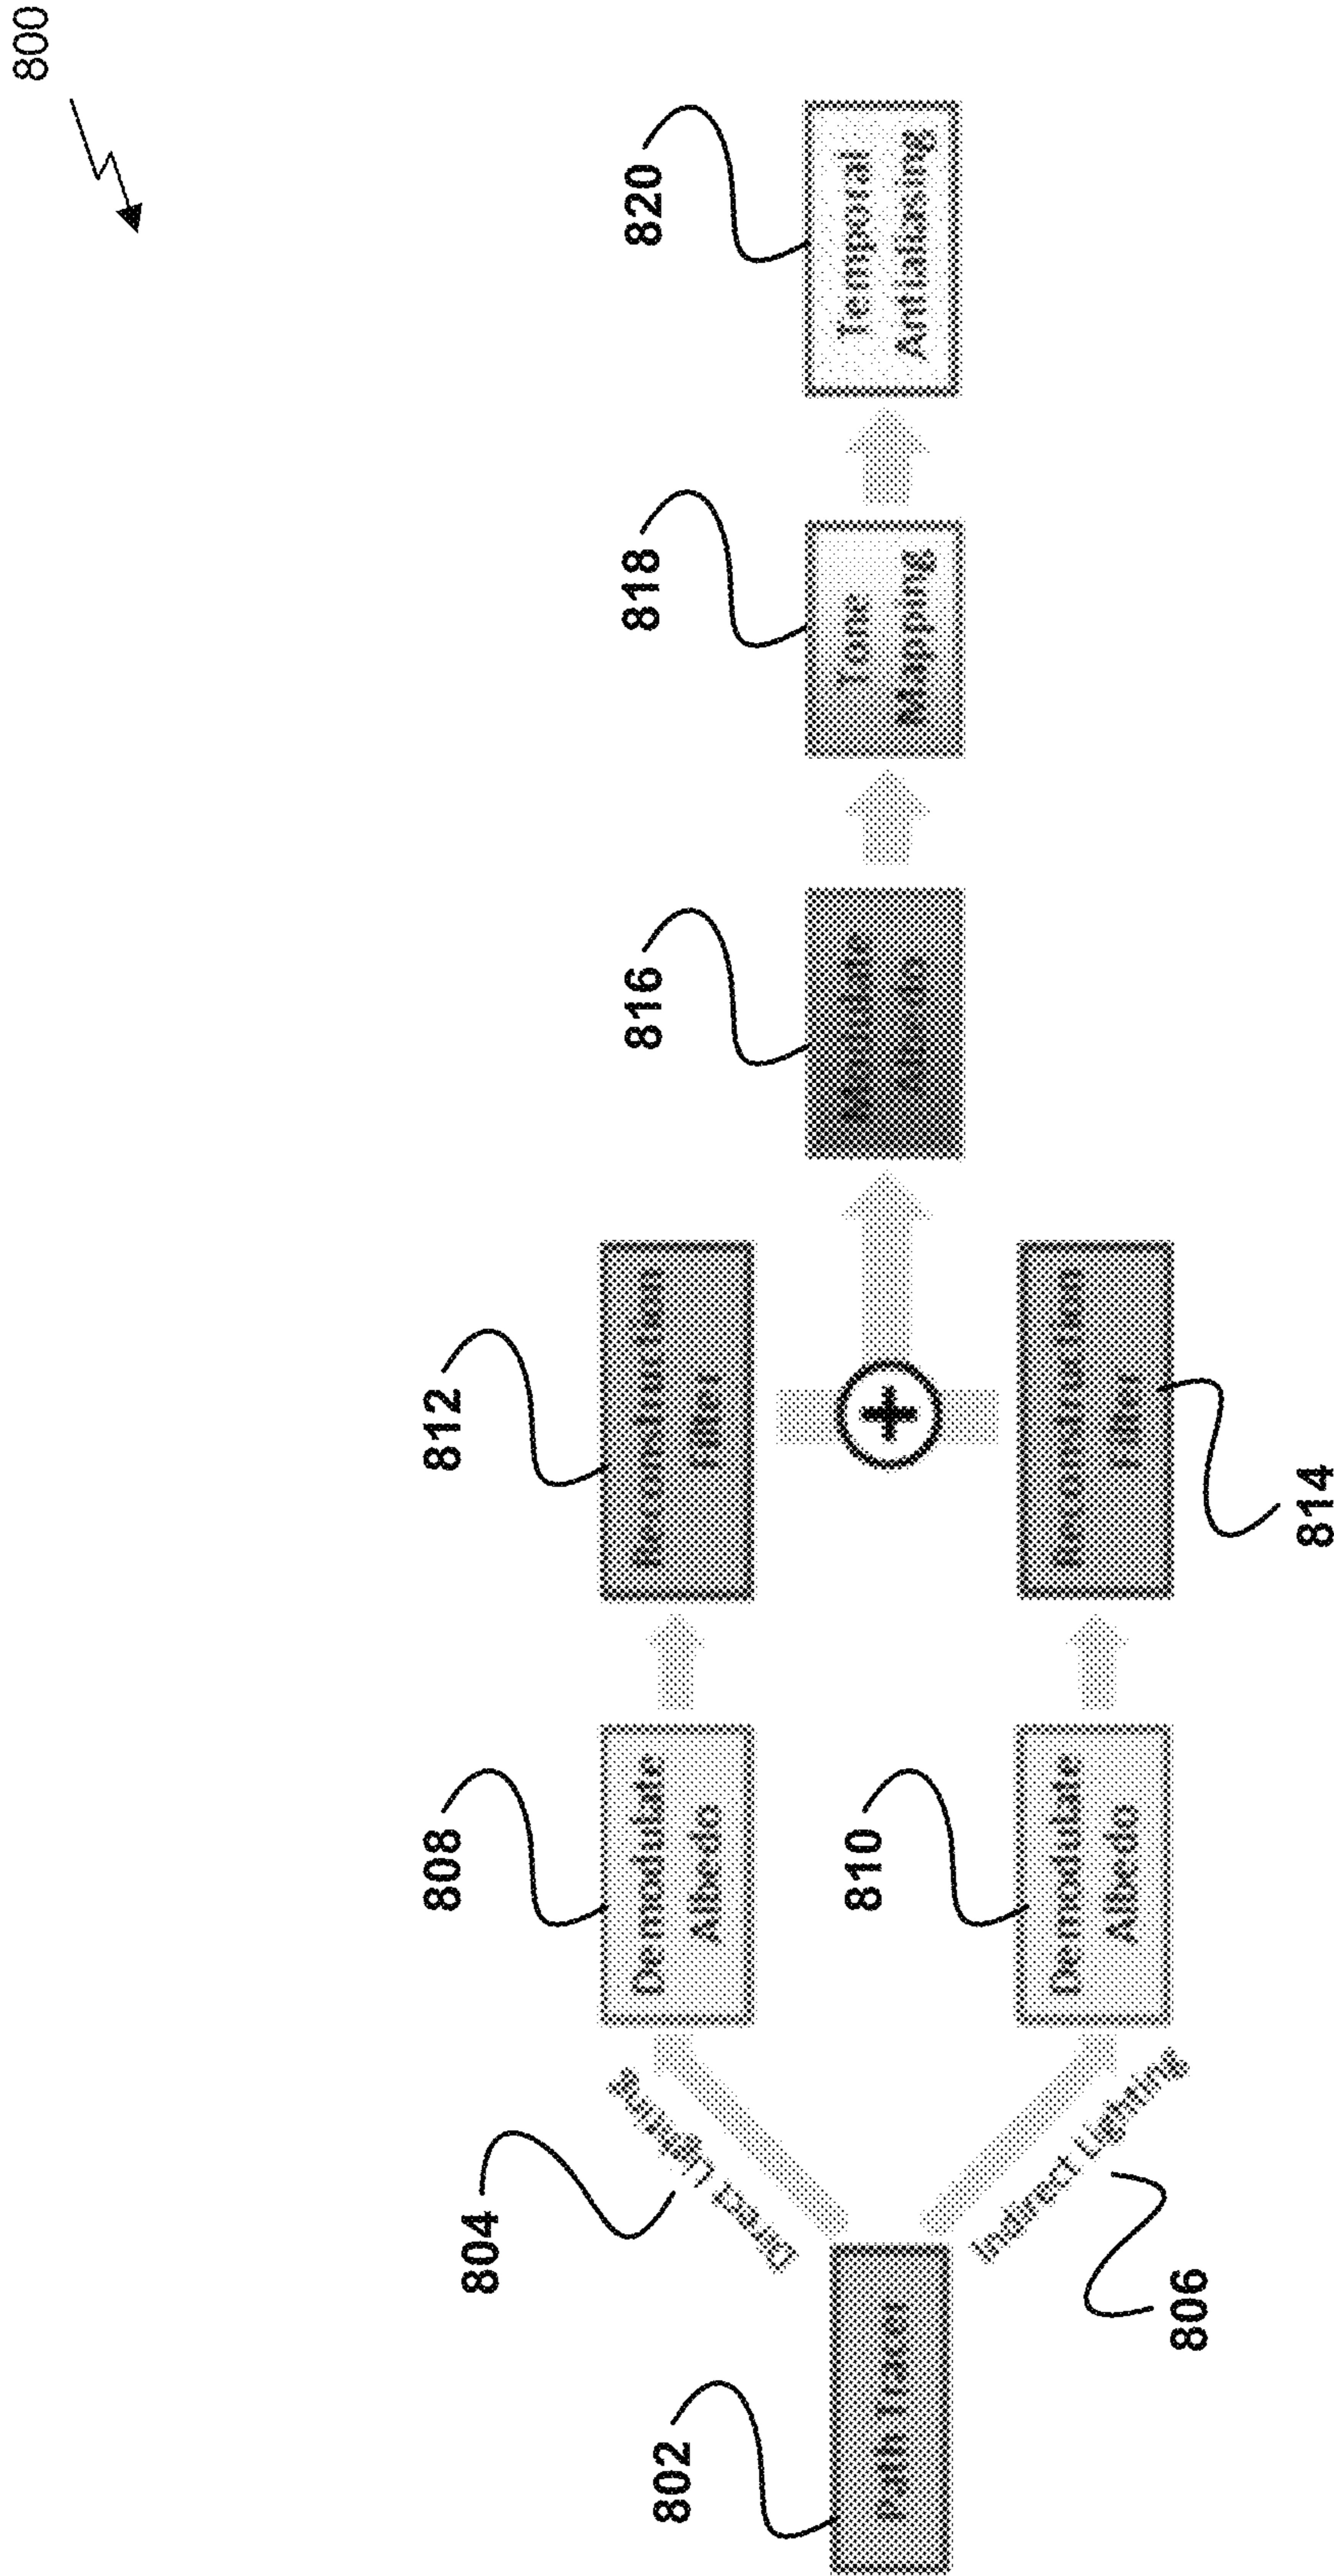 800
802
Path Tracer
804
Direct Lighting
806
Indirect Lighting
808
Demodulate
Albedo
810
Demodulate
Albedo
812
Reconstruction
Filter
814
Reconstruction
Filter
816
Modulate
Albedo
818
Tone
Mapping
820
Temporal
Antialiasing